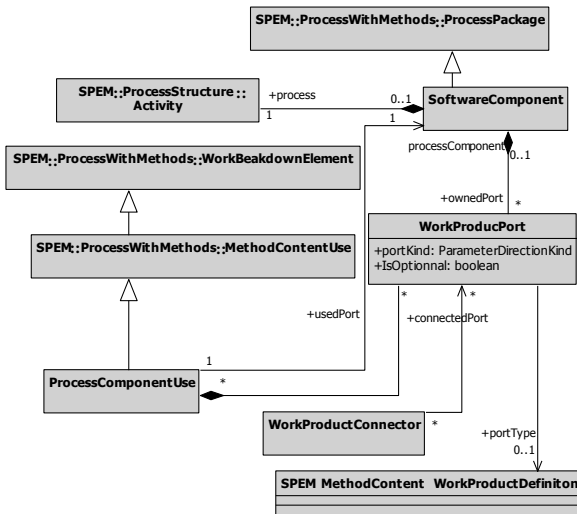 SPEM::ProcessWithMethods::ProcessPackage
SPEM::ProcessStructure::
Activity
+process
1
0..1
SoftwareComponent
1
processComponent
0..1
SPEM::ProcessWithMethods::WorkBeakdownElement
+ownedPort
*
WorkProducPort
+portKind: ParameterDirectionKind
+IsOptionnal: boolean
SPEM::ProcessWithMethods::MethodContentUse
*
*
+usedPort
+connectedPort
1
ProcessComponentUse
*
WorkProductConnector
*
+portType
0..1
SPEM MethodContent WorkProductDefiniton